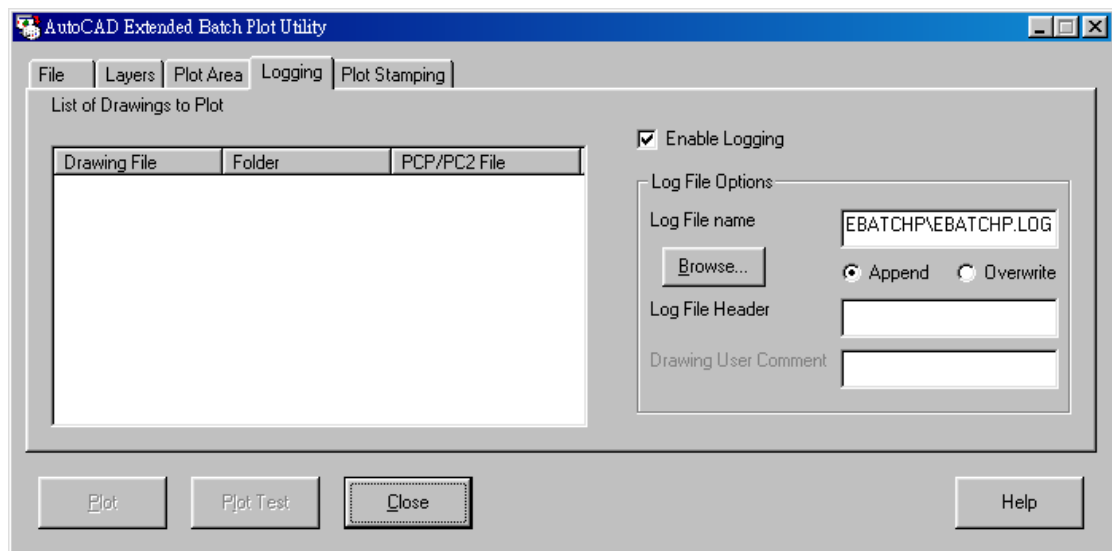 AutoCAD Extended Batch Plot Utility
File Layers Plot Area Logging Plot Stamping
List of Drawings to Plot
Enable Logging
Drawing File Folder PCP/PC2 File
Log File Options
Log File name EBATCHP\EBATCHP.LOG
Browse... Append Overwrite
Log File Header
Drawing User Comment
Plot Plot Test Close Help